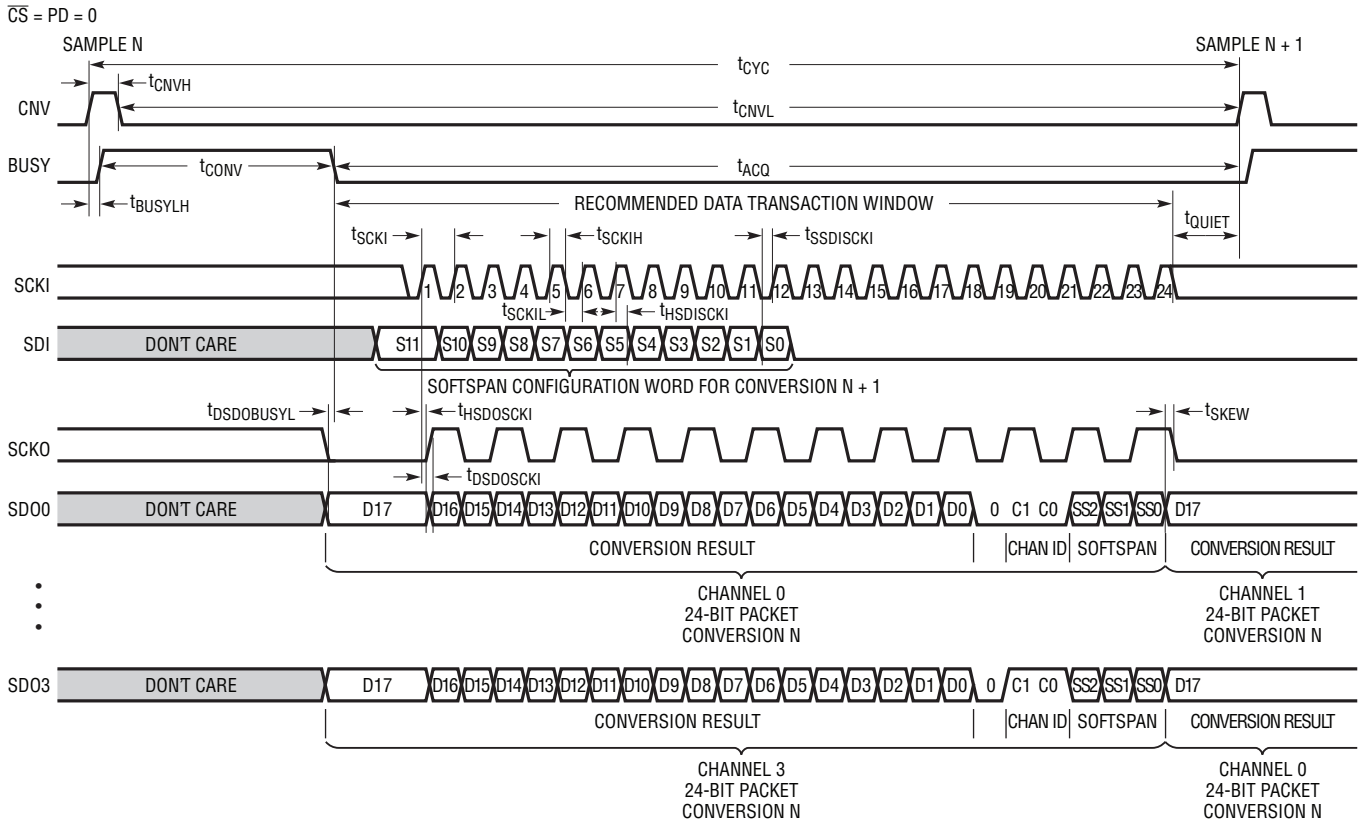 CS = PD = 0
SAMPLE N SAMPLE N + 1
tCYC
tCNVH
CNV tCNVL
BUSY tCONV tACQ
tBUSYLH RECOMMENDED DATA TRANSACTION WINDOW tQUIET
tSCKI tSCKIH tSSDISCKI
SCKI 1 2 3 4 5 6 7 8 9 10 11 12 13 14 15 16 17 18 19 20 21 22 23 24
tSCKIL tHSDISCKI
SDI DON'T CARE S11 S10 S9 S8 S7 S6 S5 S4 S3 S2 S1 S0
SOFTSPAN CONFIGURATION WORD FOR CONVERSION N + 1
tDSDOBUSYL tHSDOSCKI tSKEW
SCKO
tDSDOSCKI
SDO0 DON'T CARE D17 D16 D15 D14 D13 D12 D11 D10 D9 D8 D7 D6 D5 D4 D3 D2 D1 D0 0 C1 C0 SS2 SS1 SS0 D17
CONVERSION RESULT CHAN ID SOFTSPAN CONVERSION RESULT
CHANNEL 0 CHANNEL 1
24-BIT PACKET 24-BIT PACKET
CONVERSION N CONVERSION N
SDO3 DON'T CARE D17 D16 D15 D14 D13 D12 D11 D10 D9 D8 D7 D6 D5 D4 D3 D2 D1 D0 0 C1 C0 SS2 SS1 SS0 D17
CONVERSION RESULT CHAN ID SOFTSPAN CONVERSION RESULT
CHANNEL 3 CHANNEL 0
24-BIT PACKET 24-BIT PACKET
CONVERSION N CONVERSION N